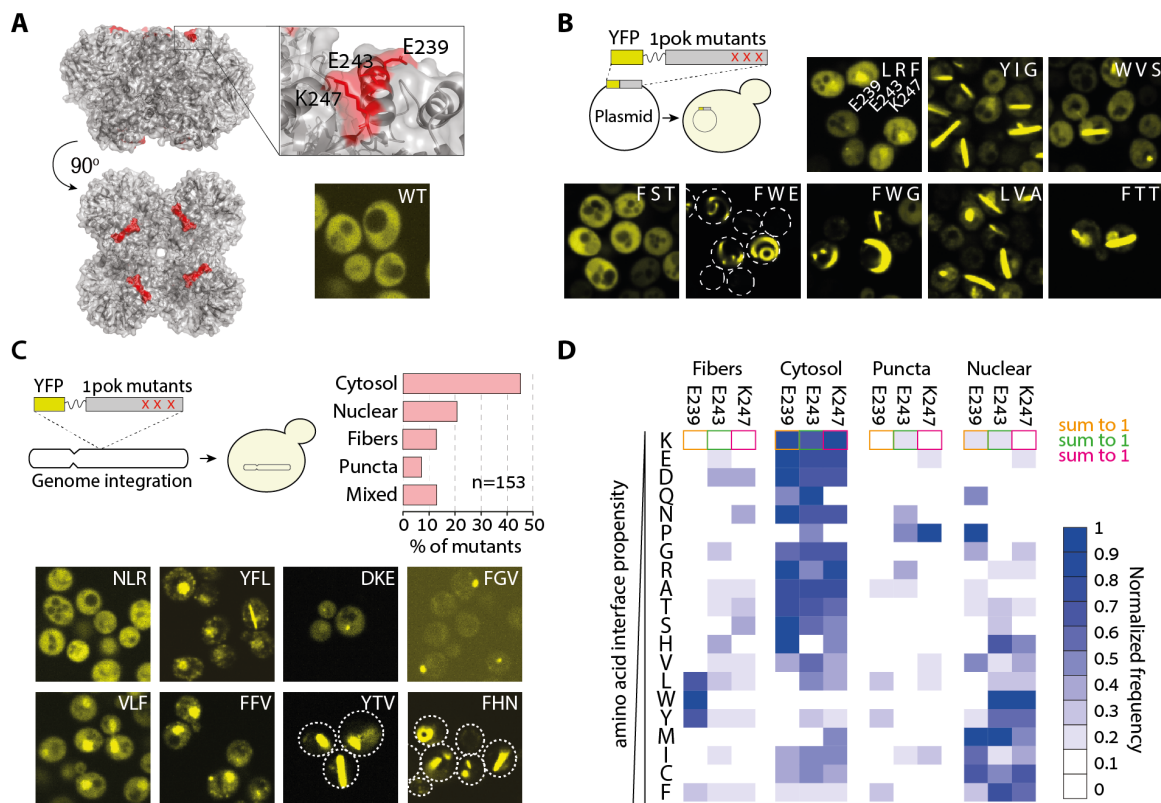 A
E239
E243
K247
90º
WT
B
YFP 1pok mutants
X X X
Plasmid
L R F
E239
E243
K247
Y I G
W V S
F S T
F W E
F W G
L V A
F T T
C
YFP 1pok mutants
X X X
Genome integration
Cytosol
Nuclear
Fibers
Puncta
Mixed
n=153
0 10 20 30 40 50
% of mutants
NLR
YFL
DKE
FGV
VLF
FFV
YTV
FHN
D
Fibers Cytosol Puncta Nuclear
E239 E243 K247 E239 E243 K247 E239 E243 K247 E239 E243 K247
sum to 1
sum to 1
sum to 1
amino acid interface propensity
K
E
D
Q
N
P
G
R
A
T
S
H
V
L
W
Y
M
I
C
F
1
0.9
0.8
0.7
0.6
0.5
0.4
0.3
0.2
0.1
0
Normalized frequency